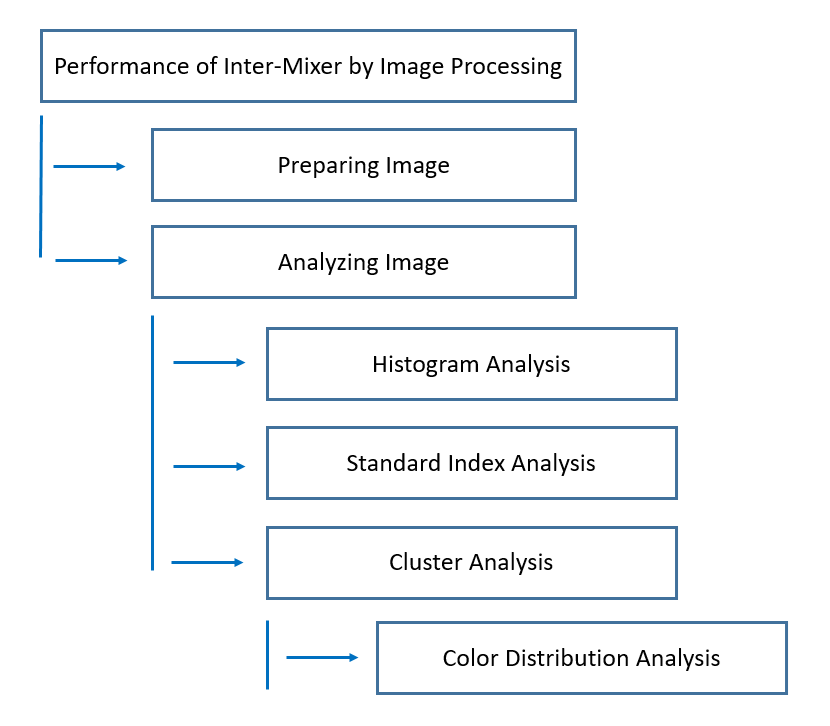 Performance of Inter-Mixer by Image Processing
Preparing Image
Analyzing Image
Histogram Analysis
Standard Index Analysis
Cluster Analysis
Color Distribution Analysis